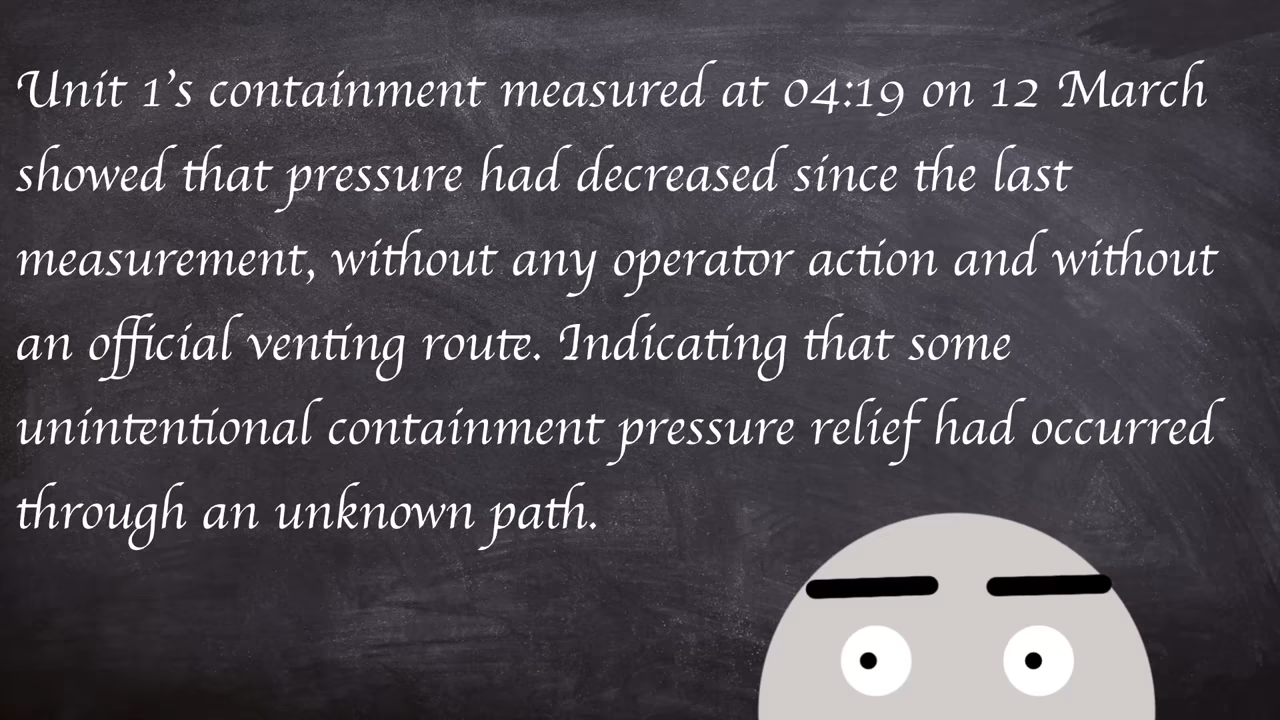 Unit 1's containment measured at 04:19 on 12 March
showed that pressure had decreased since the last
measurement, without any operator action and without
an official venting route. Indicating that some
unintentional containment pressure relief had occurred
through an unknown path.